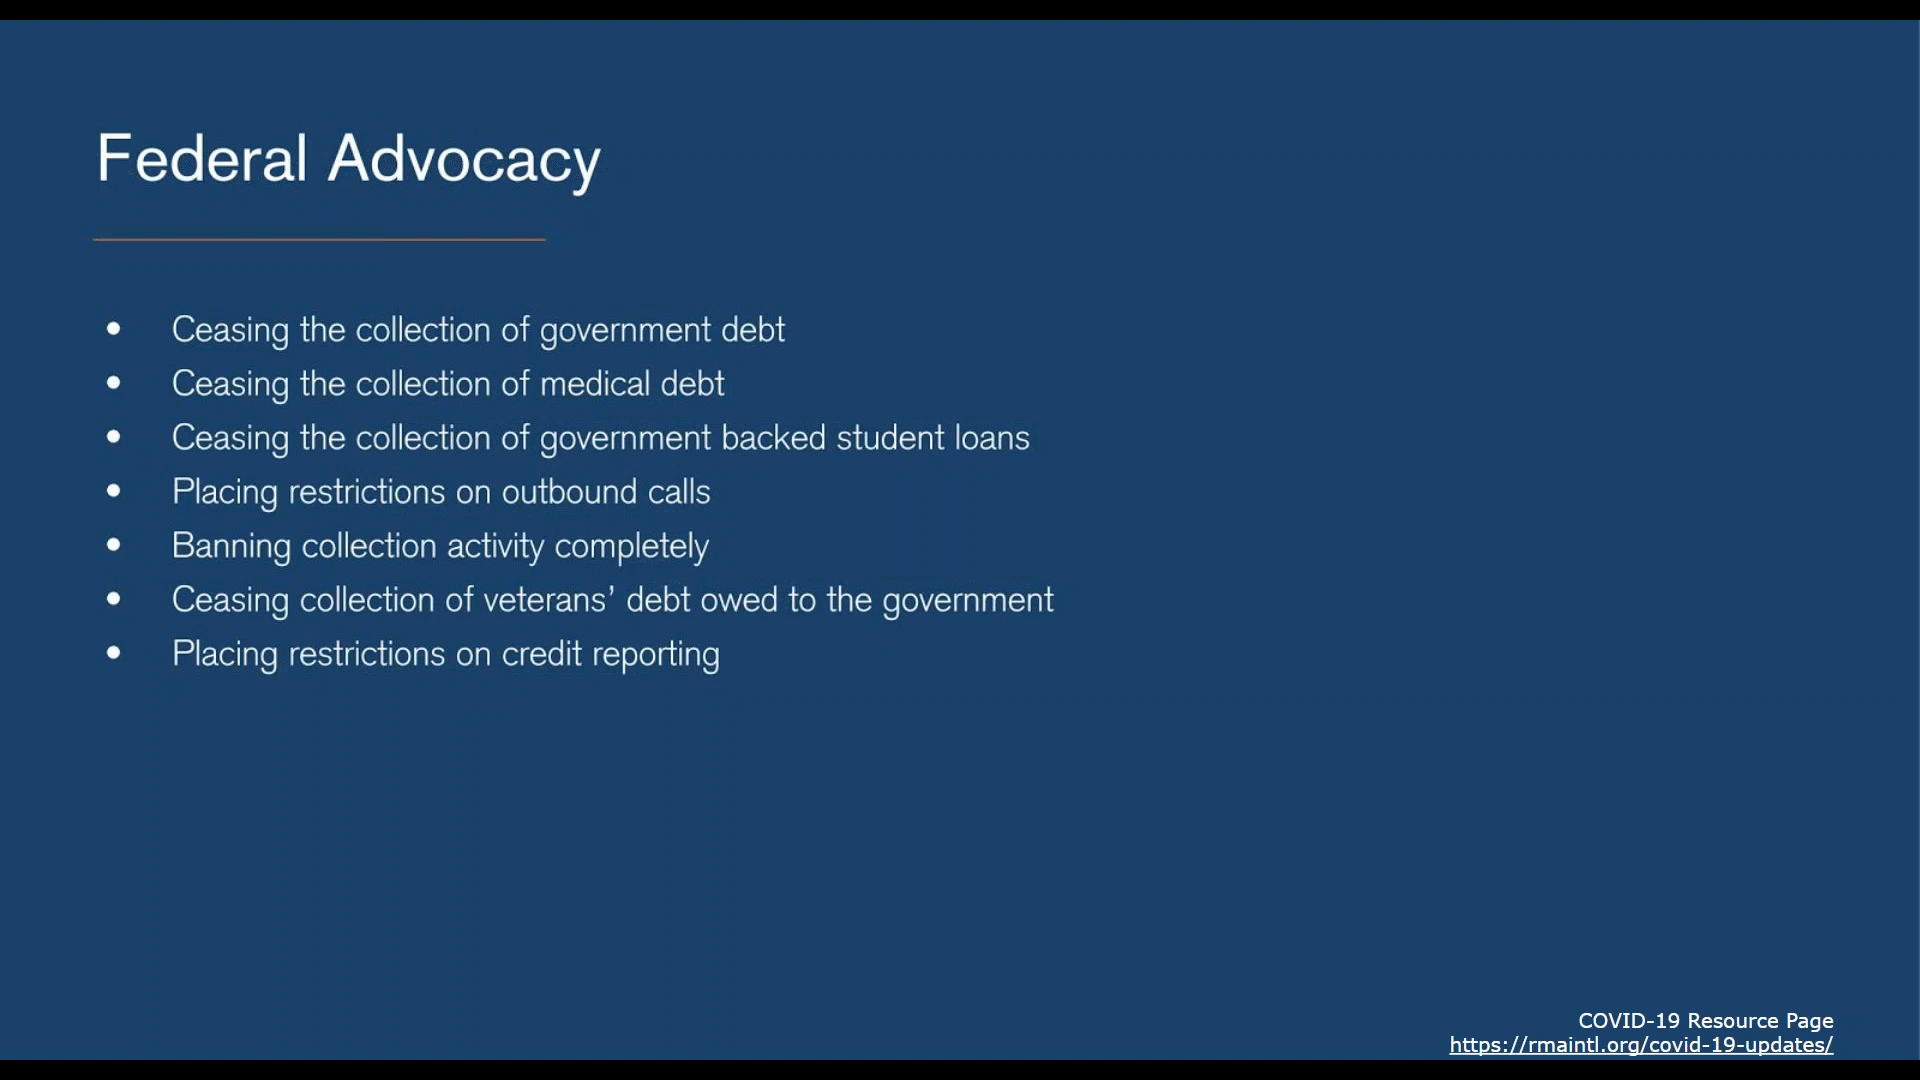 Federal Advocacy
• Ceasing the collection of government debt
• Ceasing the collection of medical debt
• Ceasing the collection of government backed student loans
• Placing restrictions on outbound calls
• Banning collection activity completely
• Ceasing collection of veterans’ debt owed to the government
• Placing restrictions on credit reporting
COVID-19 Resource Page
https://rmaintl.org/covid-19-updates/